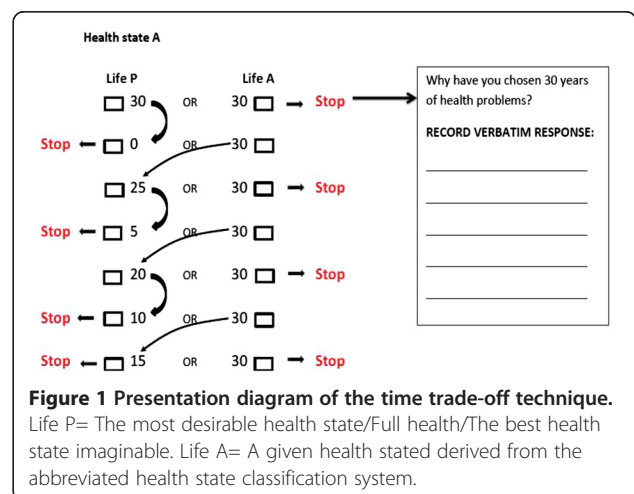 Health state A
Life P Life A
30 OR 30 Stop
Stop 0 OR 30
25 OR 30 Stop
Stop 5 OR 30
20 OR 30 Stop
Stop 10 OR 30
Stop 15 OR 30 Stop
Why have you chosen 30 years
of health problems?
RECORD VERBATIM RESPONSE:
Figure 1 Presentation diagram of the time trade-off technique.
Life P= The most desirable health state/Full health/The best health
state imaginable. Life A= A given health stated derived from the
abbreviated health state classification system.